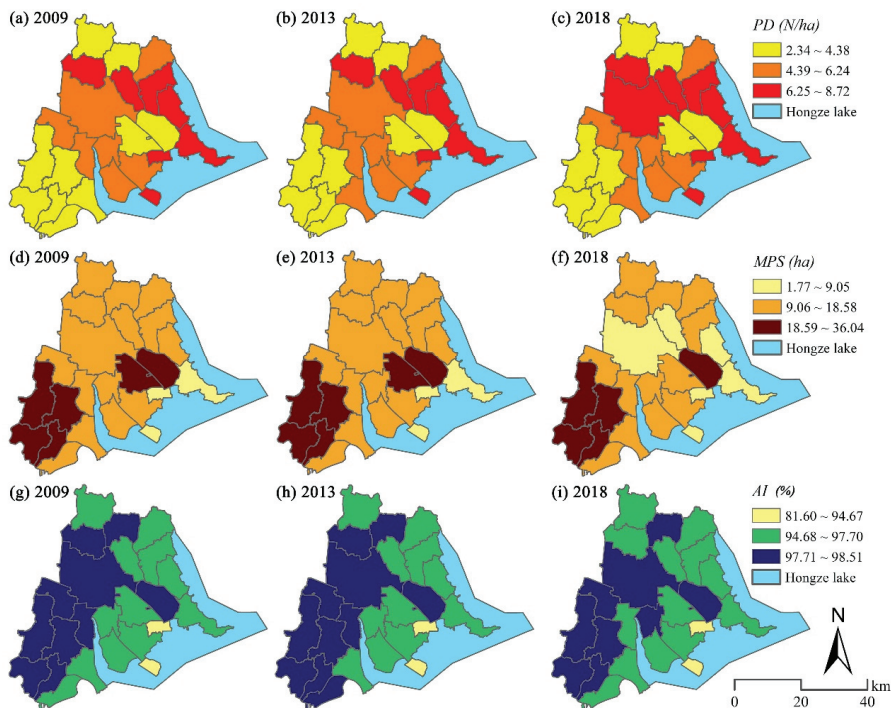 (a) 2009
(b) 2013
(c) 2018
PD (N/ha)
2.34 ~ 4.38
4.39 ~ 6.24
6.25 ~ 8.72
Hongze lake
(d) 2009
(e) 2013
(f) 2018
MPS (ha)
1.77 ~ 9.05
9.06 ~ 18.58
18.59 ~ 36.04
Hongze lake
(g) 2009
(h) 2013
(i) 2018
AI (%)
81.60 ~ 94.67
94.68 ~ 97.70
97.71 ~ 98.51
Hongze lake
N
km
0 20 40